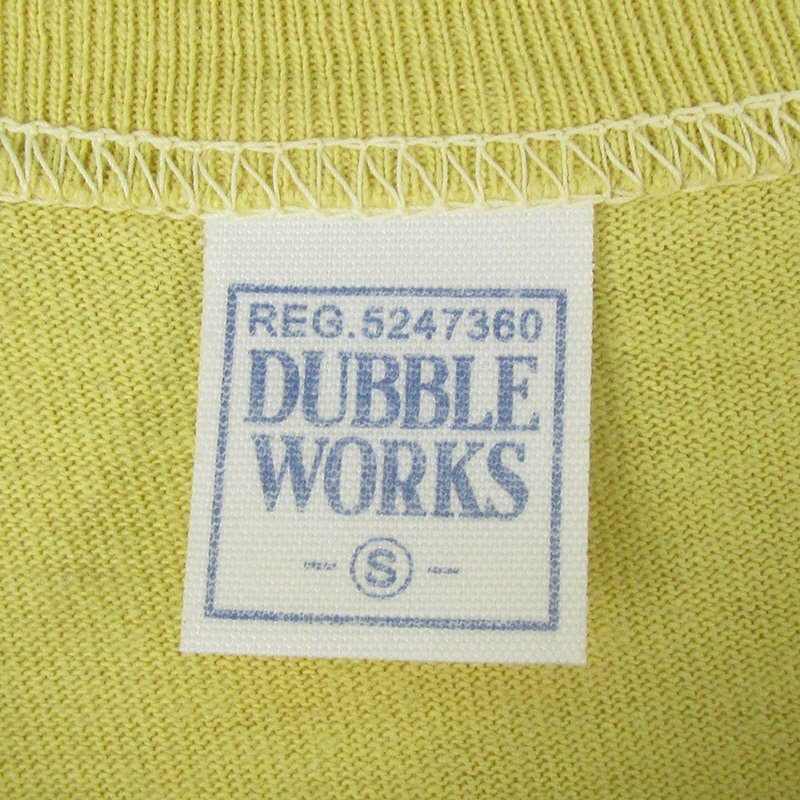 REG.5247360
DUBBLE
WORKS
- S -